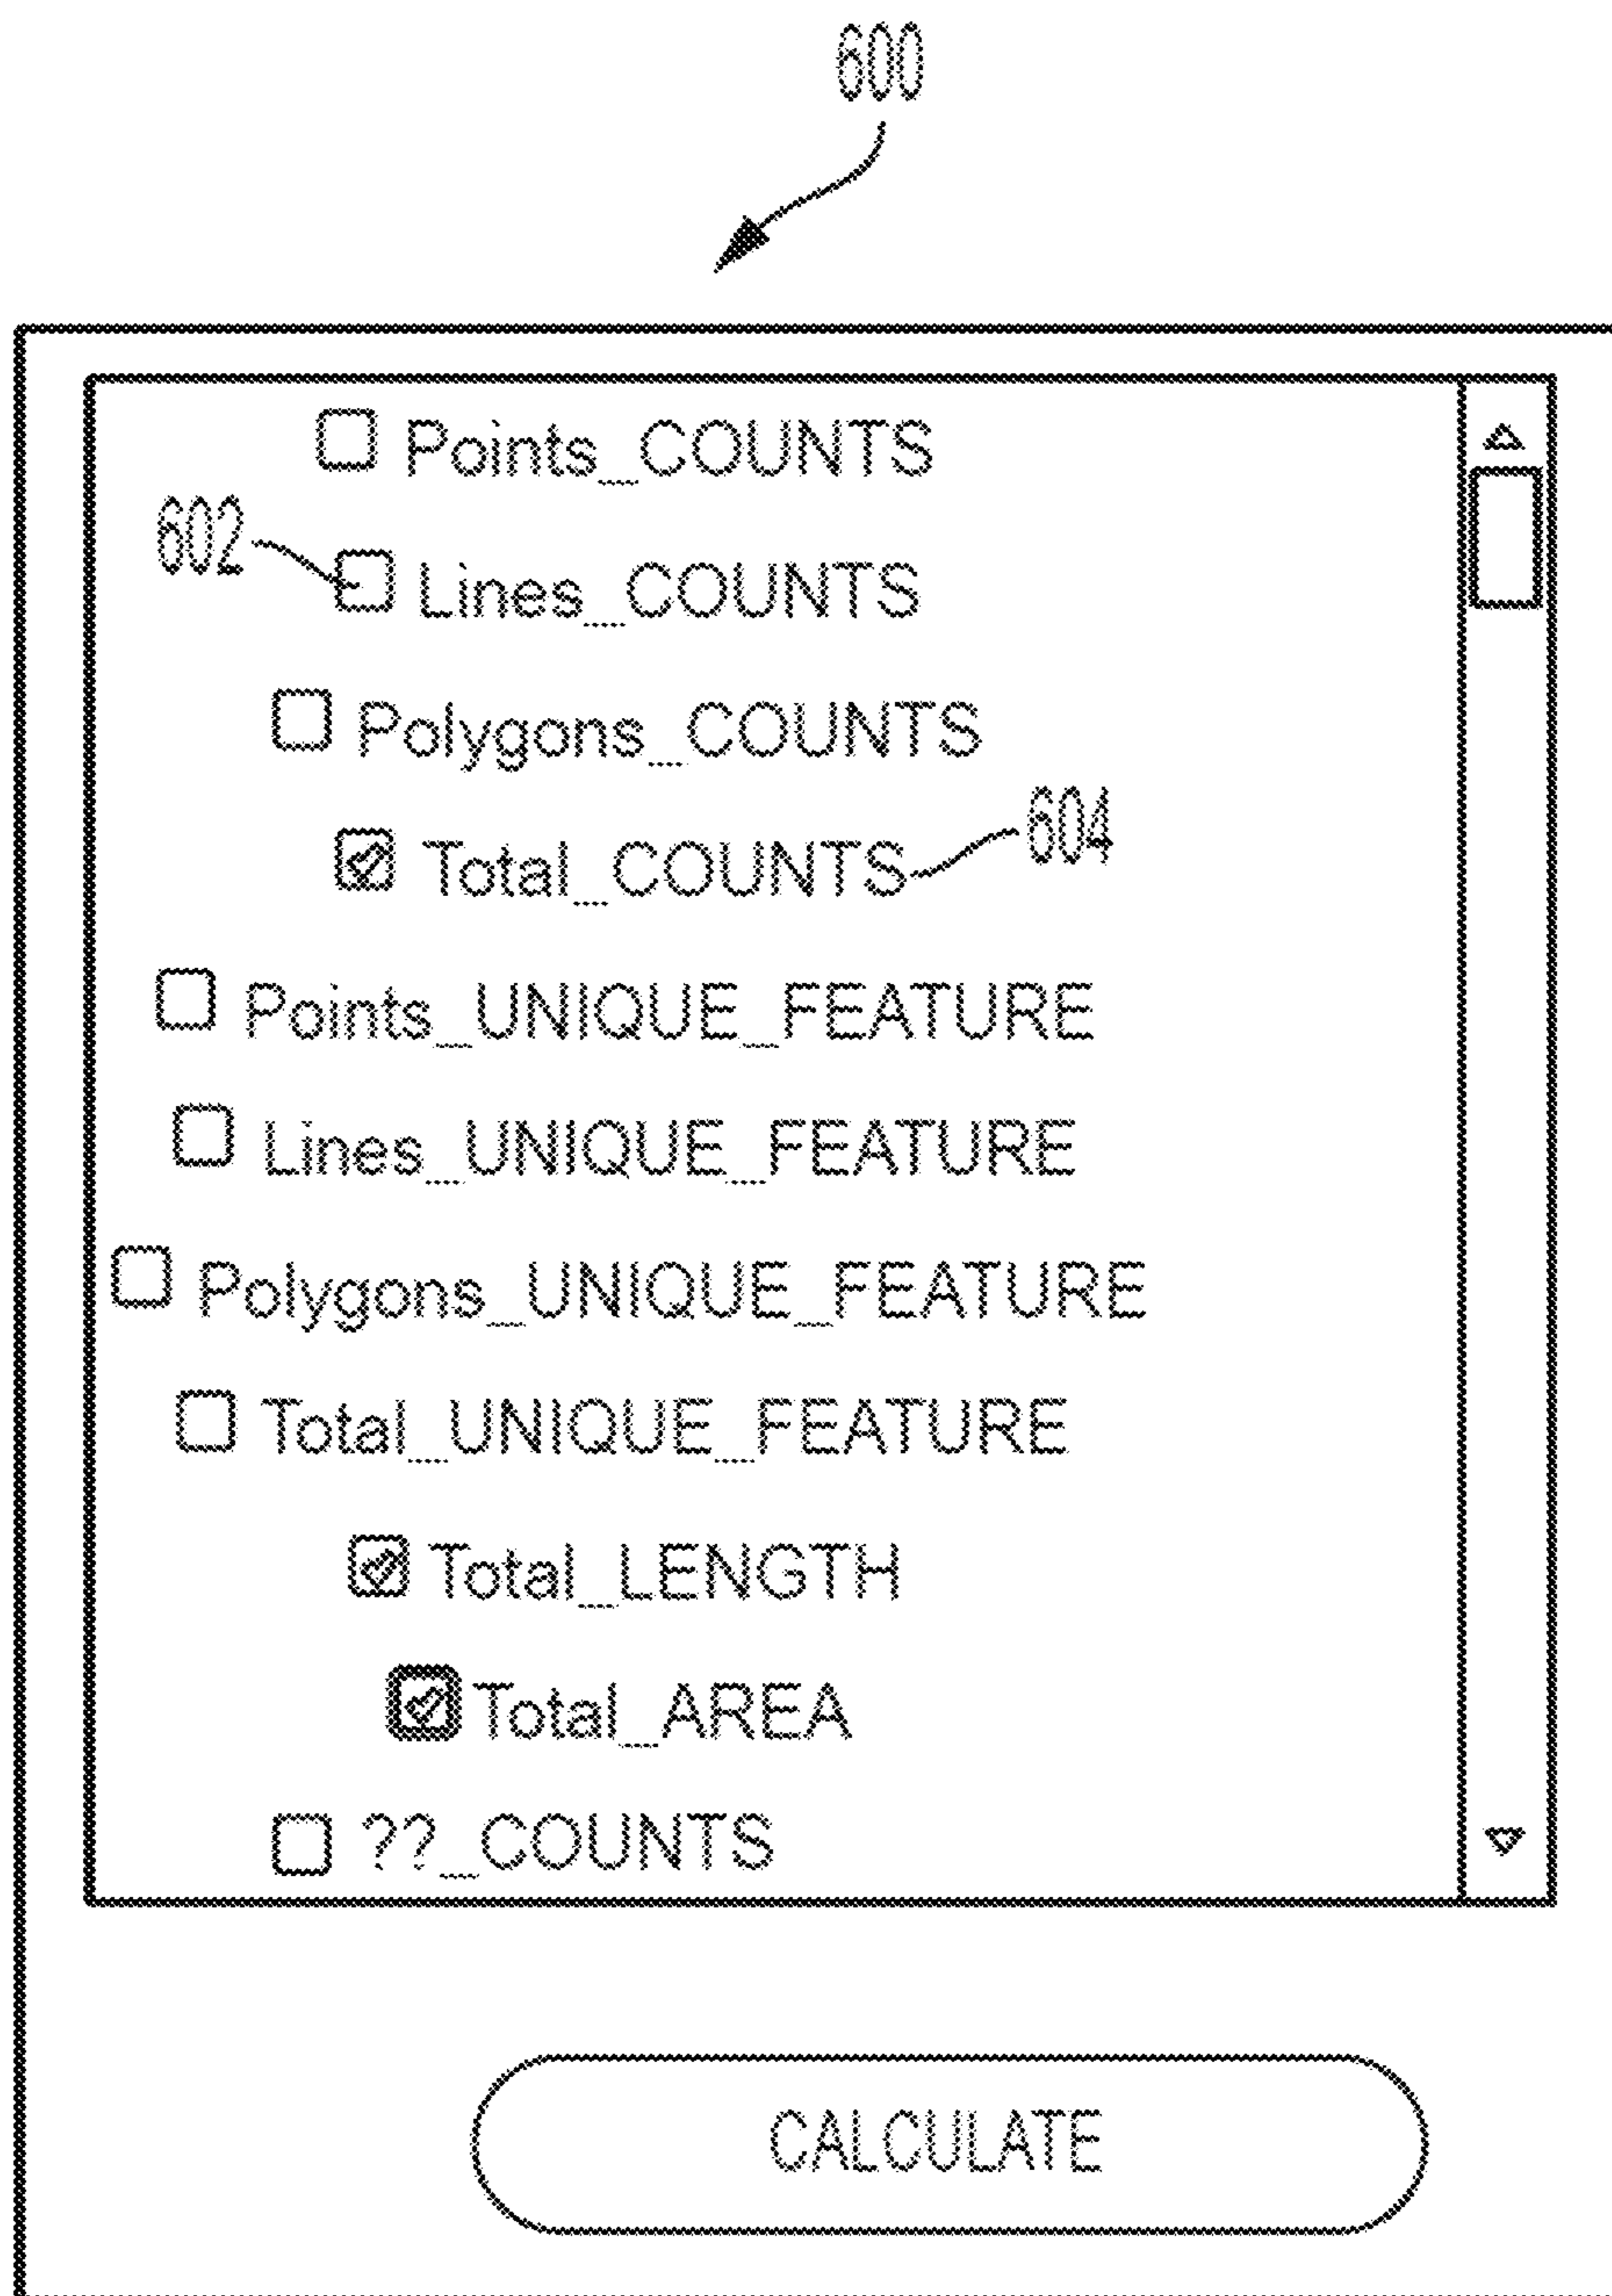 600
Points_COUNTS
602
Lines_COUNTS
Polygons_COUNTS
604
Total_COUNTS
Points_UNIQUE_FEATURE
Lines_UNIQUE_FEATURE
Polygons_UNIQUE_FEATURE
Total_UNIQUE_FEATURE
Total_LENGTH
Total_AREA
??_COUNTS
CALCULATE